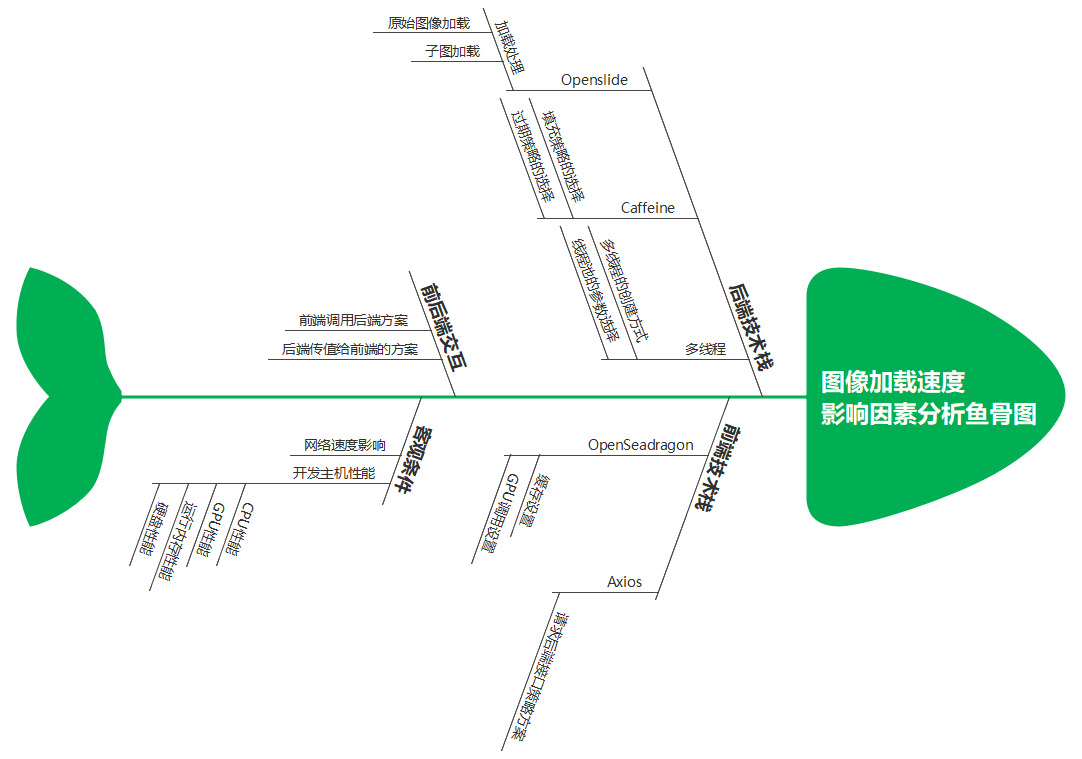 原始图像加载
子图加载
加载处理
Openslide
过期策略的选择
填充策略的选择
Caffeine
线程池的参数选择
多线程的创建方式
多线程
后端技术栈
前端调用后端方案
后端传值给前端的方案
前后端交互
图像加载速度
影响因素分析鱼骨图
网络速度影响
开发主机性能
客观条件
硬盘性能
运行内存性能
GPU性能
CPU性能
OpenSeadragon
GPU调用设置
缓存设置
前端技术栈
Axios
请求后端接口策略方案